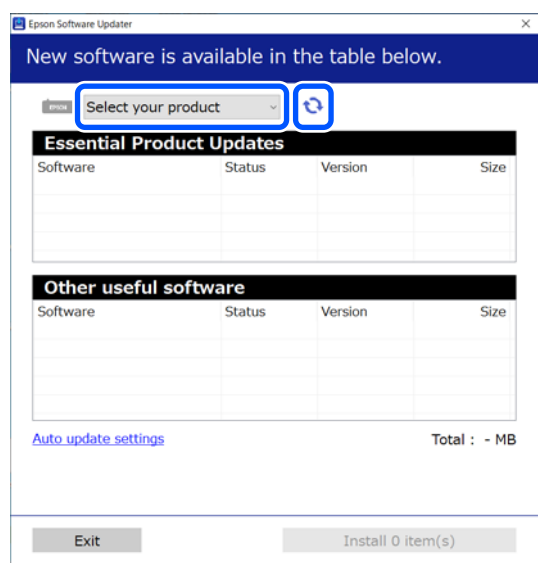 Epson Software Updater
New software is available in the table below.
EPSON Select your product
Essential Product Updates
Software Status Version Size
Other useful software
Software Status Version Size
Auto update settings Total : - MB
Exit Install 0 item(s)